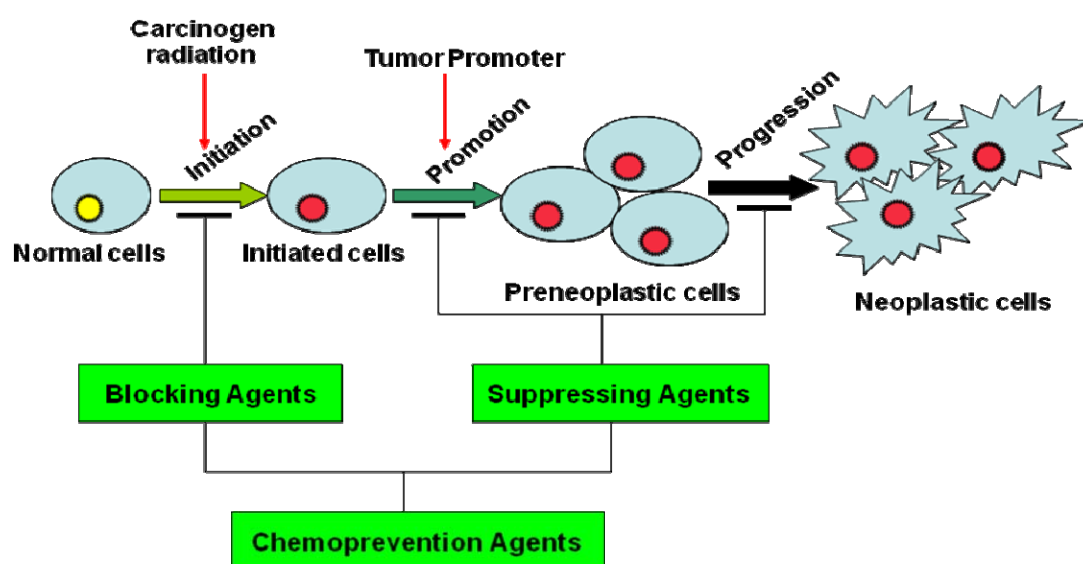 Carcinogen
radiation
Tumor Promoter
Initiation
Promotion
Progression
Normal cells
Initiated cells
Preneoplastic cells
Neoplastic cells
Blocking Agents
Suppressing Agents
Chemoprevention Agents